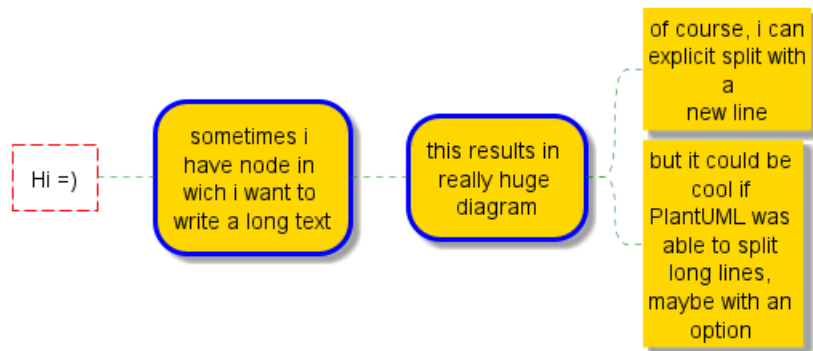 Hi =)
sometimes i
have node in
wich i want to
write a long text
this results in
really huge
diagram
of course, i can
explicit split with
a
new line
but it could be
cool if
PlantUML was
able to split
long lines,
maybe with an
option